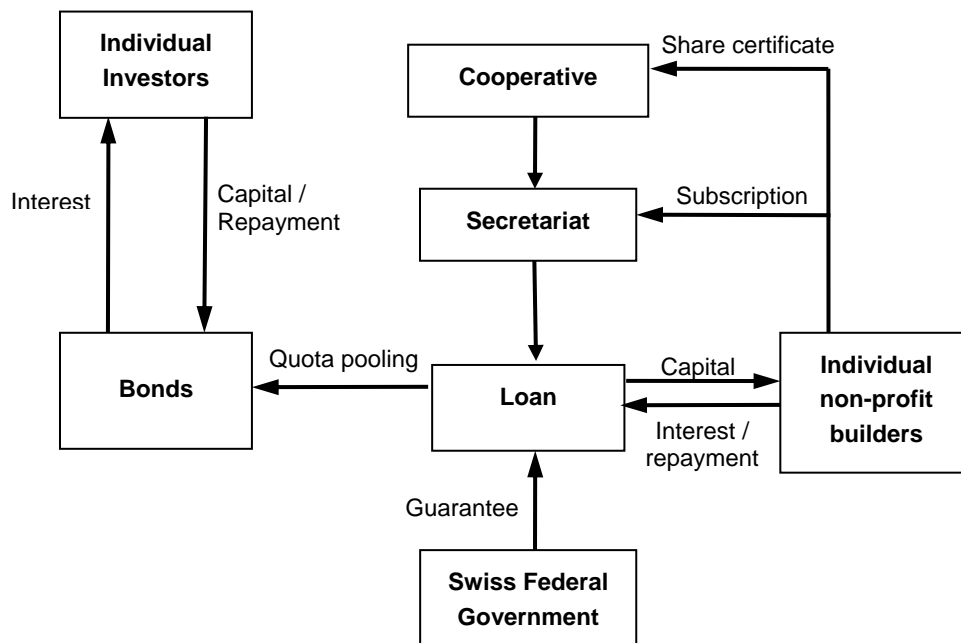 Individual
Investors
Cooperative
Share certificate
Interest
Capital /
Repayment
Secretariat
Subscription
Bonds
Quota pooling
Loan
Capital
Interest /
repayment
Individual
non-profit
builders
Guarantee
Swiss Federal
Government